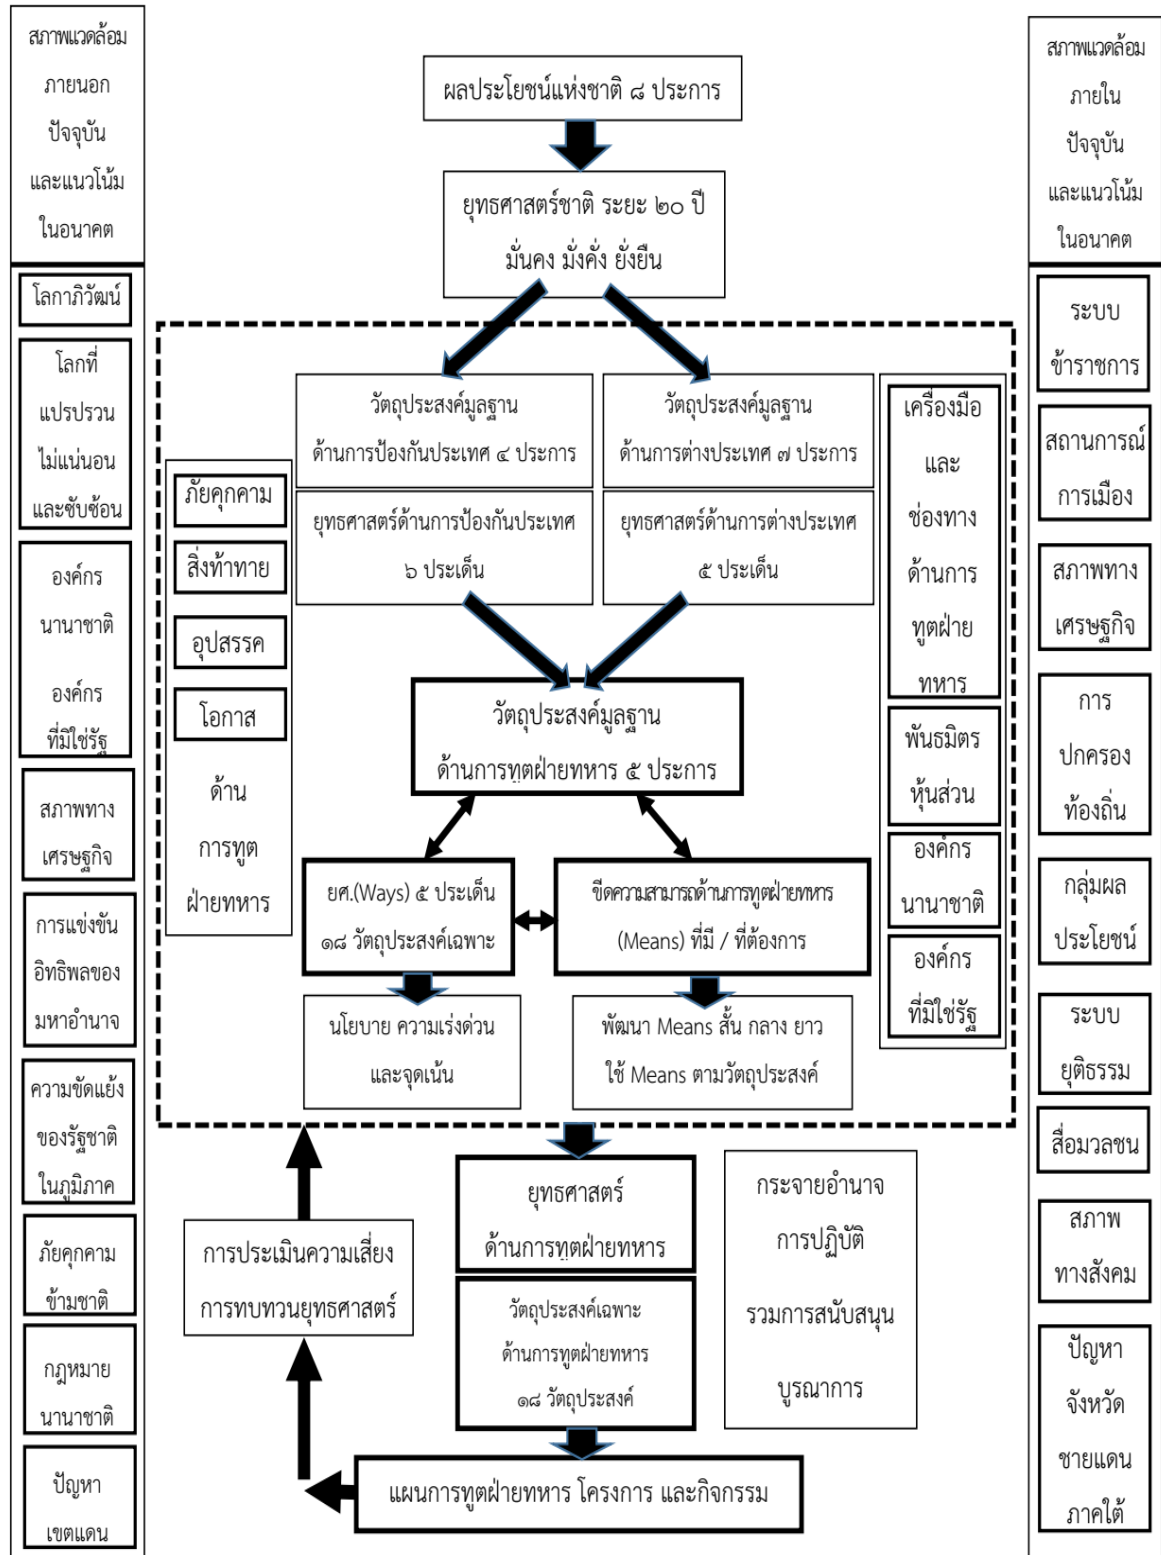 สภาพแวดล้อม
ภายนอก
ปัจจุบัน
และแนวโน้ม
ในอนาคต
โลกาภิวัฒน์
โลกที่
แปรปรวน
ไม่แน่นอน
และซับซ้อน
องค์กร
นานาชาติ
องค์กร
ที่มิใช่รัฐ
สภาพทาง
เศรษฐกิจ
การแข่งขัน
อิทธิพลของ
มหาอำนาจ
ความขัดแย้ง
ของรัฐชาติ
ในภูมิภาค
ภัยคุกคาม
ข้ามชาติ
กฎหมาย
นานาชาติ
ปัญหา
เขตแดน
ผลประโยชน์แห่งชาติ ๘ ประการ
ยุทธศาสตร์ชาติ ระยะ ๒๐ ปี
มั่นคง มั่งคั่ง ยั่งยืน
วัตถุประสงค์มูลฐาน
ด้านการป้องกันประเทศ ๔ ประการ
วัตถุประสงค์มูลฐาน
ด้านการต่างประเทศ ๗ ประการ
ยุทธศาสตร์ด้านการป้องกันประเทศ
๖ ประเด็น
ยุทธศาสตร์ด้านการต่างประเทศ
๕ ประเด็น
ภัยคุกคาม
สิ่งท้าทาย
อุปสรรค
โอกาส
ด้าน
การทูต
ฝ่ายทหาร
วัตถุประสงค์มูลฐาน
ด้านการทูตฝ่ายทหาร ๕ ประการ
ยศ.(Ways) ๕ ประเด็น
๑๘ วัตถุประสงค์เฉพาะ
ขีดความสามารถด้านการทูตฝ่ายทหาร
(Means) ที่มี / ที่ต้องการ
นโยบาย ความเร่งด่วน
และจุดเน้น
พัฒนา Means สั้น กลาง ยาว
ใช้ Means ตามวัตถุประสงค์
เครื่องมือ
และ
ช่องทาง
ด้านการ
ทูตฝ่าย
ทหาร
พันธมิตร
หุ้นส่วน
องค์กร
นานาชาติ
องค์กร
ที่มิใช่รัฐ
ยุทธศาสตร์
ด้านการทูตฝ่ายทหาร
วัตถุประสงค์เฉพาะ
ด้านการทูตฝ่ายทหาร
๑๘ วัตถุประสงค์
กระจายอำนาจ
การปฏิบัติ
รวมการสนับสนุน
บูรณาการ
การประเมินความเสี่ยง
การทบทวนยุทธศาสตร์
แผนการทูตฝ่ายทหาร โครงการ และกิจกรรม
สภาพแวดล้อม
ภายใน
ปัจจุบัน
และแนวโน้ม
ในอนาคต
ระบบ
ข้าราชการ
สถานการณ์
การเมือง
สภาพทาง
เศรษฐกิจ
การ
ปกครอง
ท้องถิ่น
กลุ่มผล
ประโยชน์
ระบบ
ยุติธรรม
สื่อมวลชน
สภาพ
ทางสังคม
ปัญหา
จังหวัด
ชายแดน
ภาคใต้